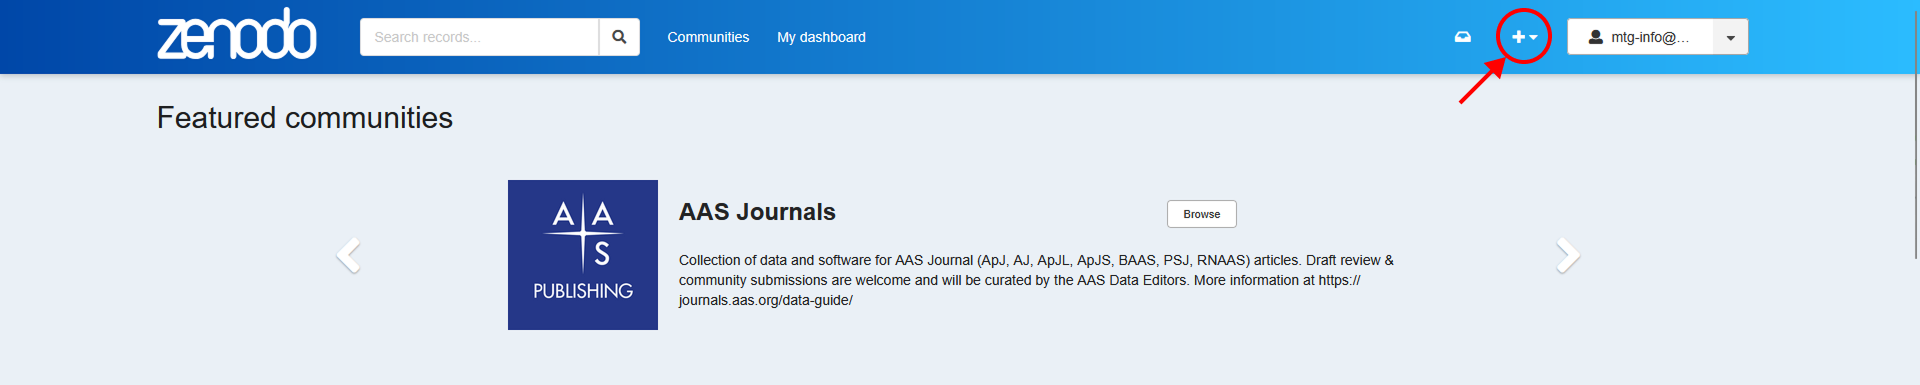 zenodo
Search records...
Communities
My dashboard
mtg-info@...
Featured communities
A A
S
PUBLISHING
AAS Journals
Browse
Collection of data and software for AAS Journal (ApJ, AJ, ApJL, ApJS, BAAS, PSJ, RNAAS) articles. Draft review &
community submissions are welcome and will be curated by the AAS Data Editors. More information at https://
journals.aas.org/data-guide/